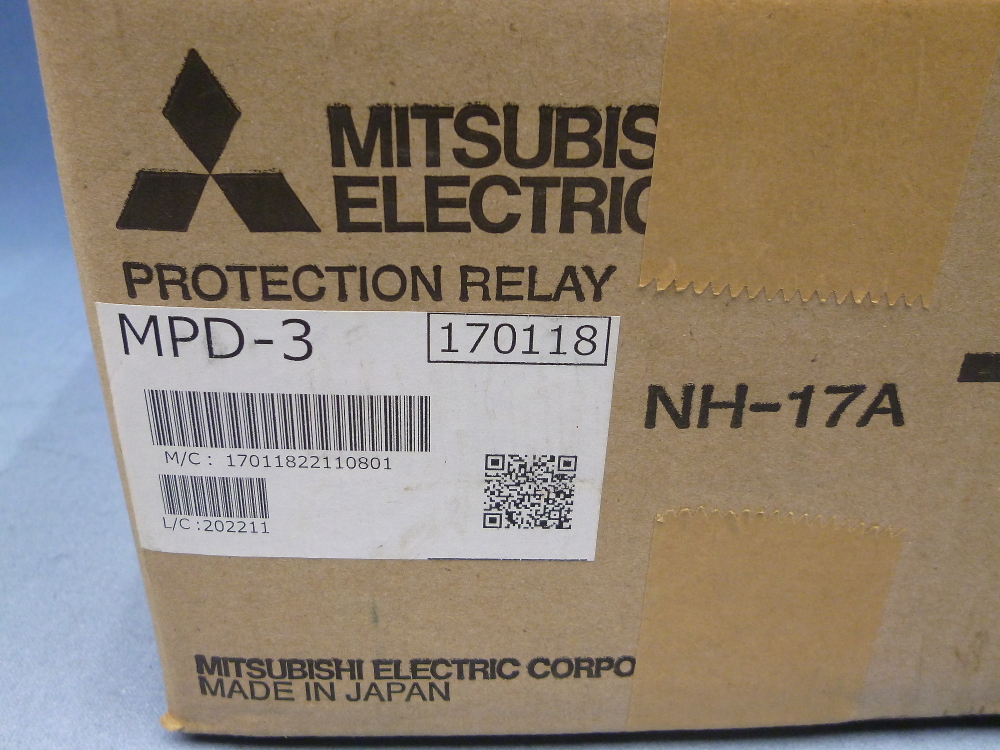 MITSUBIS
ELECTRIC
PROTECTION RELAY
MPD-3
170118
M/C: 17011822110801
L/C:202211
NH-17A
MITSUBISHI ELECTRIC CORPO
MADE IN JAPAN